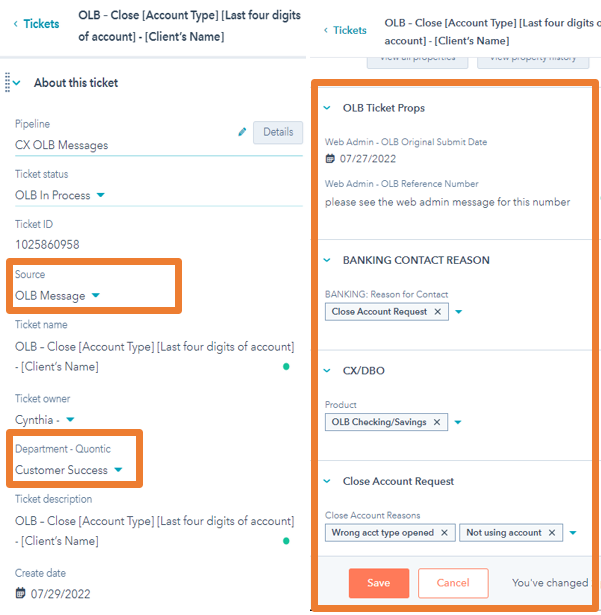 Tickets
OLB – Close [Account Type] [Last four digits
of account] - [Client's Name]
About this ticket
Pipeline
CX OLB Messages
Details
Ticket status
OLB In Process
Ticket ID
1025860958
Source
OLB Message
Ticket name
OLB – Close [Account Type] [Last four digits of account]
- [Client's Name]
Ticket owner
Cynthia -
Department - Quontic
Customer Success
Ticket description
OLB – Close [Account Type] [Last four digits of account]
- [Client's Name]
Create date
07/29/2022
Tickets
OLB – Close [Account Type] [Last four digits o
account] - [Client's Name]
View all properties
View property history
OLB Ticket Props
Web Admin - OLB Original Submit Date
07/27/2022
Web Admin - OLB Reference Number
please see the web admin message for this number
BANKING CONTACT REASON
BANKING: Reason for Contact
Close Account Request ×
CX/DBO
Product
OLB Checking/Savings ×
Close Account Request
Close Account Reasons
Wrong acct type opened × Not using account ×
Save
Cancel
You've changed